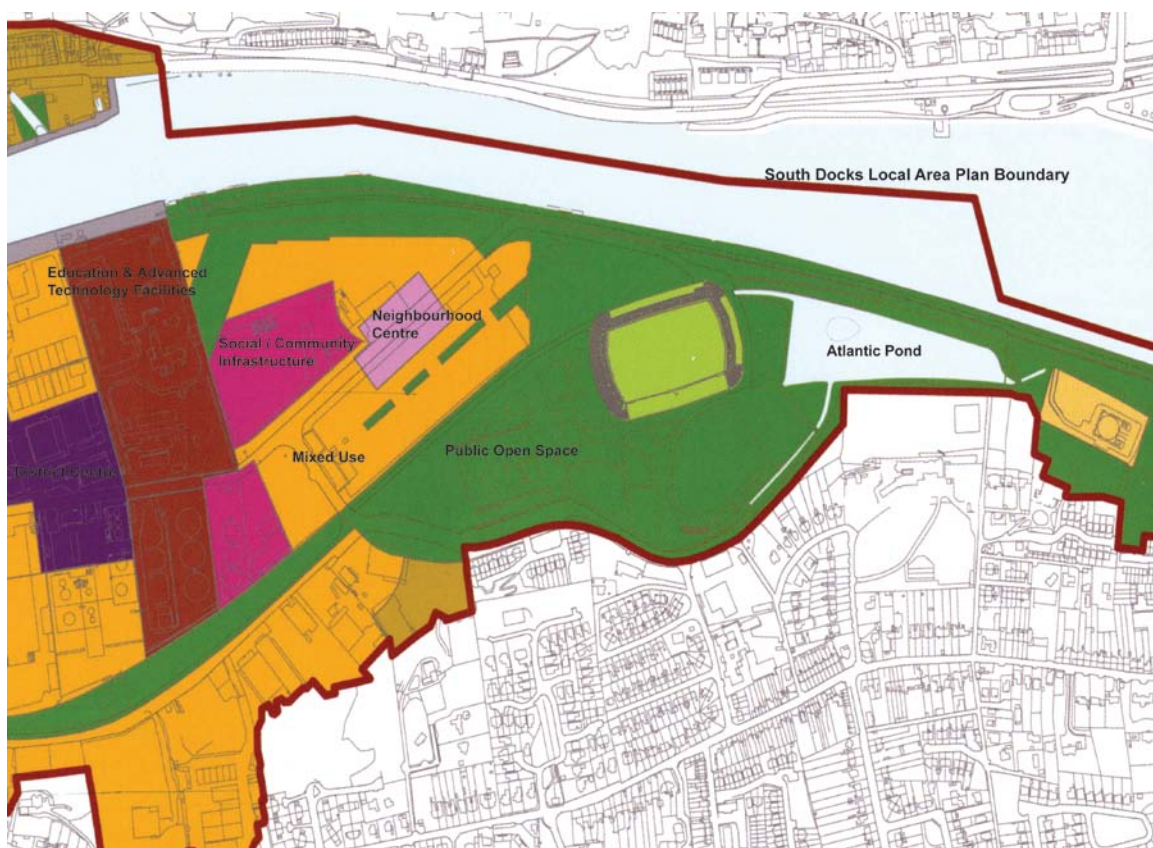 South Docks Local Area Plan Boundary
Education & Advanced
Technology Facilities
Neighbourhood
Centre
Social / Community
Infrastructure
Atlantic Pond
Public Open Space
Mixed Use
District